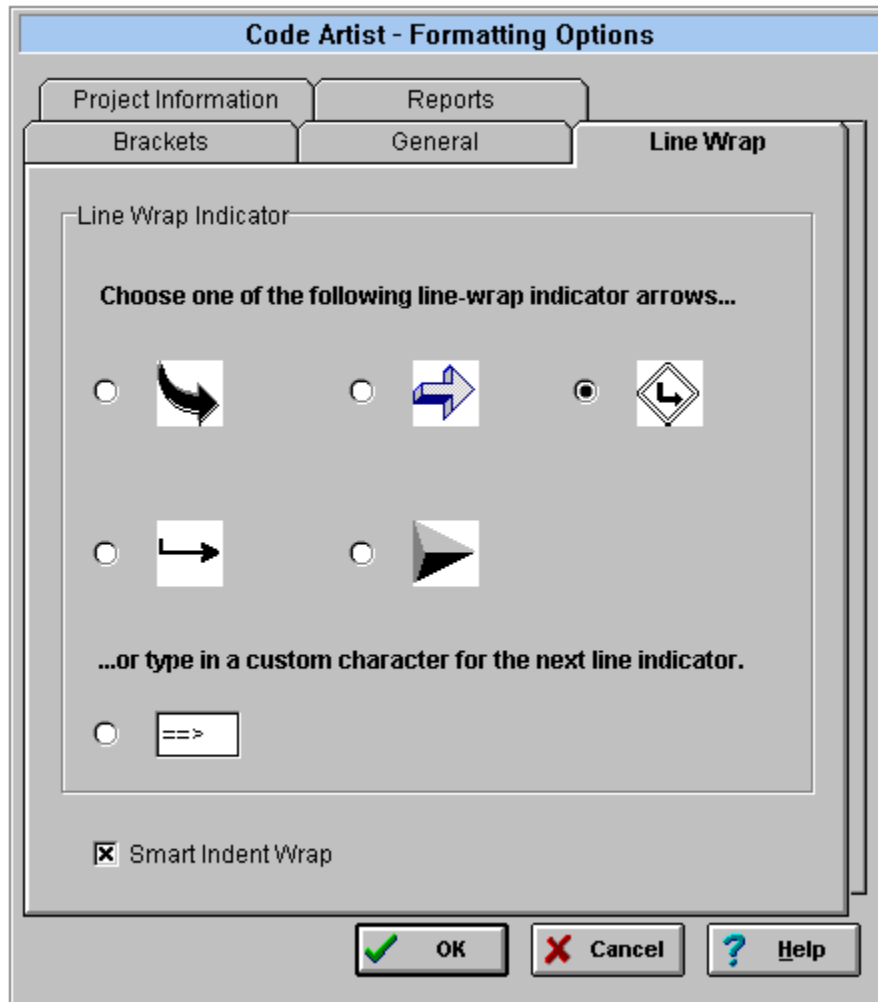 Code Artist - Formatting Options
Project Information
Reports
Brackets
General
Line Wrap
Line Wrap Indicator
Choose one of the following line-wrap indicator arrows...
...or type in a custom character for the next line indicator.
==>
Smart Indent Wrap
OK
Cancel
Help